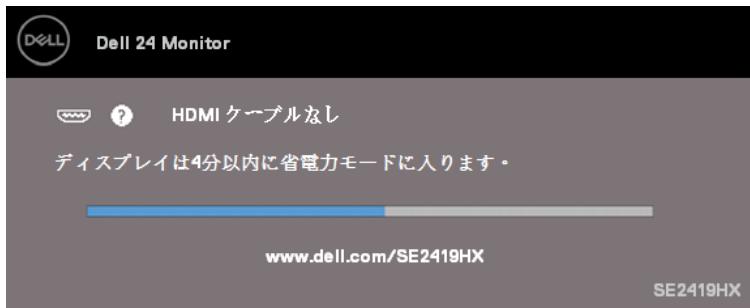 DELL
Dell 24 Monitor
? HDMI ケーブルなし
ディスプレイは4分以内に省電力モードに入ります。
www.dell.com/SE2419HX
SE2419HX